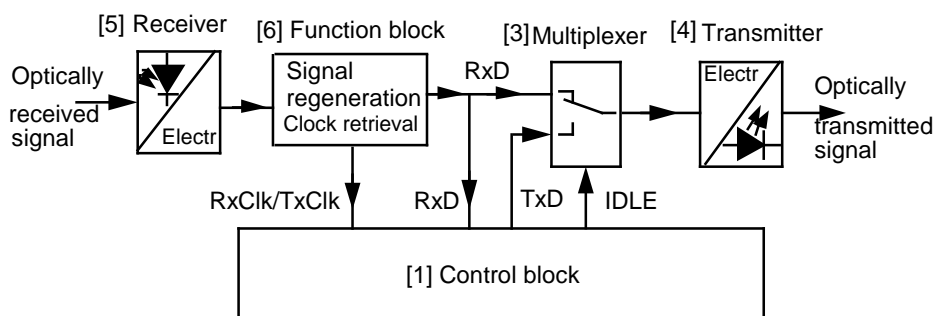 [5] Receiver
[6] Function block
[3] Multiplexer
[4] Transmitter
Optically
received
signal
Electr
Signal
regeneration
Clock retrieval
RxD
Electr
Optically
transmitted
signal
RxClk/TxClk
RxD
TxD
IDLE
[1] Control block